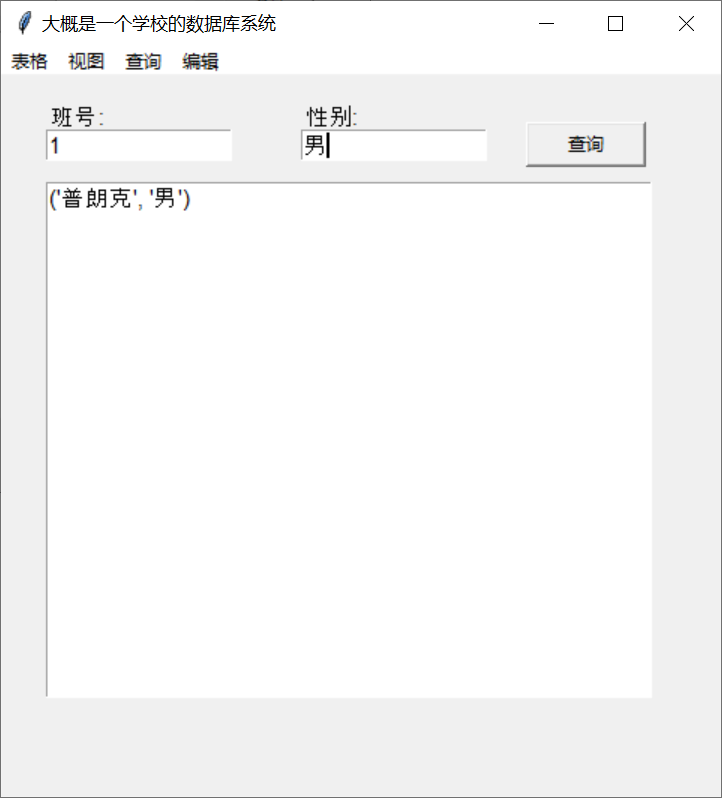 大概是一个学校的数据库系统
表格 视图 查询 编辑
班号: 性别:
1 男 查询
('普朗克', '男')